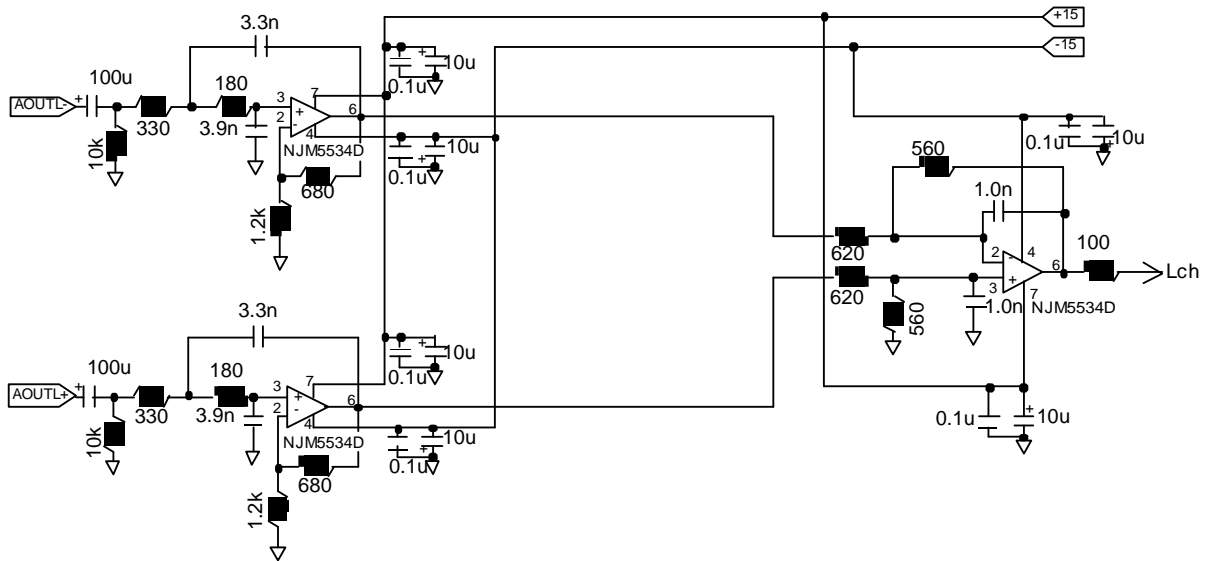 3.3n
+15
-15
100u
+
180
7
+
0.1u
10u
AOUTL-
330
3
2
+
-
6
4
10k
3.9n
NJM5534D
0.1u
+
10u
680
1.2k
0.1u
10u
+
560
1.0n
620
2
-
4
6
100
Lch
620
3
+
7
560
1.0n
NJM5534D
3.3n
+
0.1u
10u
100u
+
180
7
AOUTL+
330
3
2
+
-
6
4
10k
3.9n
NJM5534D
0.1u
+
10u
680
1.2k
0.1u
+
10u